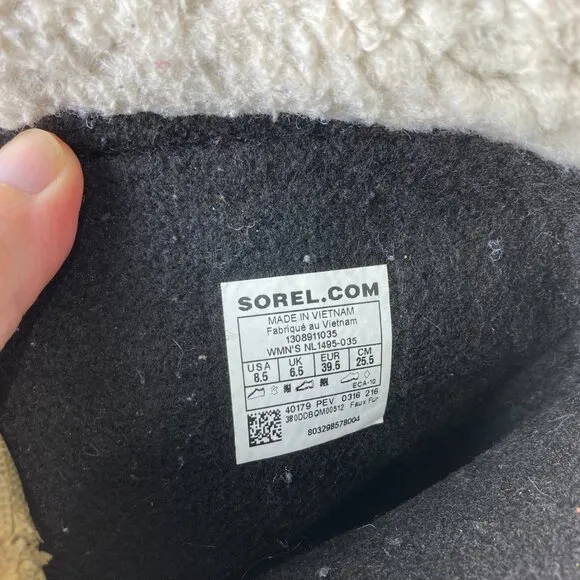 SOREL.COM
MADE IN VIETNAM
Fabriqué au Vietnam
1308911035
WMN'S NL1495-035
USA UK EUR CM
8.5 6.5 39.5 25.5
ECA-10
40179 PEV 0316 216
380DDBQM00512 Faux Fur
803298578004